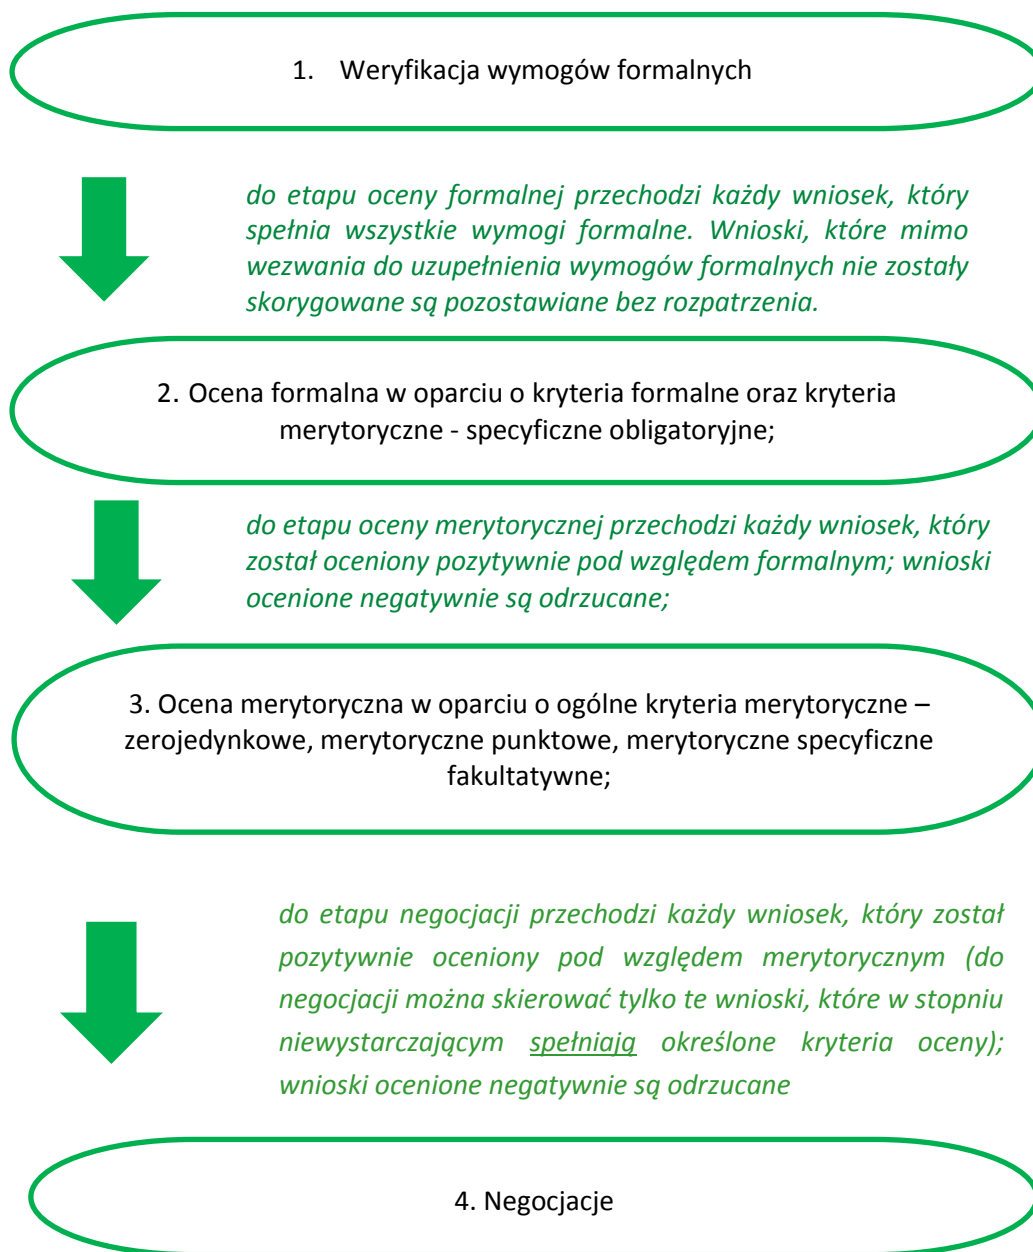 1. Weryfikacja wymogów formalnych
do etapu oceny formalnej przechodzi każdy wniosek, który
spełnia wszystkie wymogi formalne. Wnioski, które mimo
wezwania do uzupełnienia wymogów formalnych nie zostały
skorygowane są pozostawiane bez rozpatrzenia.
2. Ocena formalna w oparciu o kryteria formalne oraz kryteria
merytoryczne - specyficzne obligatoryjne;
do etapu oceny merytorycznej przechodzi każdy wniosek, który
został oceniony pozytywnie pod względem formalnym; wnioski
ocenione negatywnie są odrzucane;
3. Ocena merytoryczna w oparciu o ogólne kryteria merytoryczne –
zerojedynkowe, merytoryczne punktowe, merytoryczne specyficzne
fakultatywne;
do etapu negocjacji przechodzi każdy wniosek, który został
pozytywnie oceniony pod względem merytorycznym (do
negocjacji można skierować tylko te wnioski, które w stopniu
niewystarczającym spełniają określone kryteria oceny);
wnioski ocenione negatywnie są odrzucane
4. Negocjacje